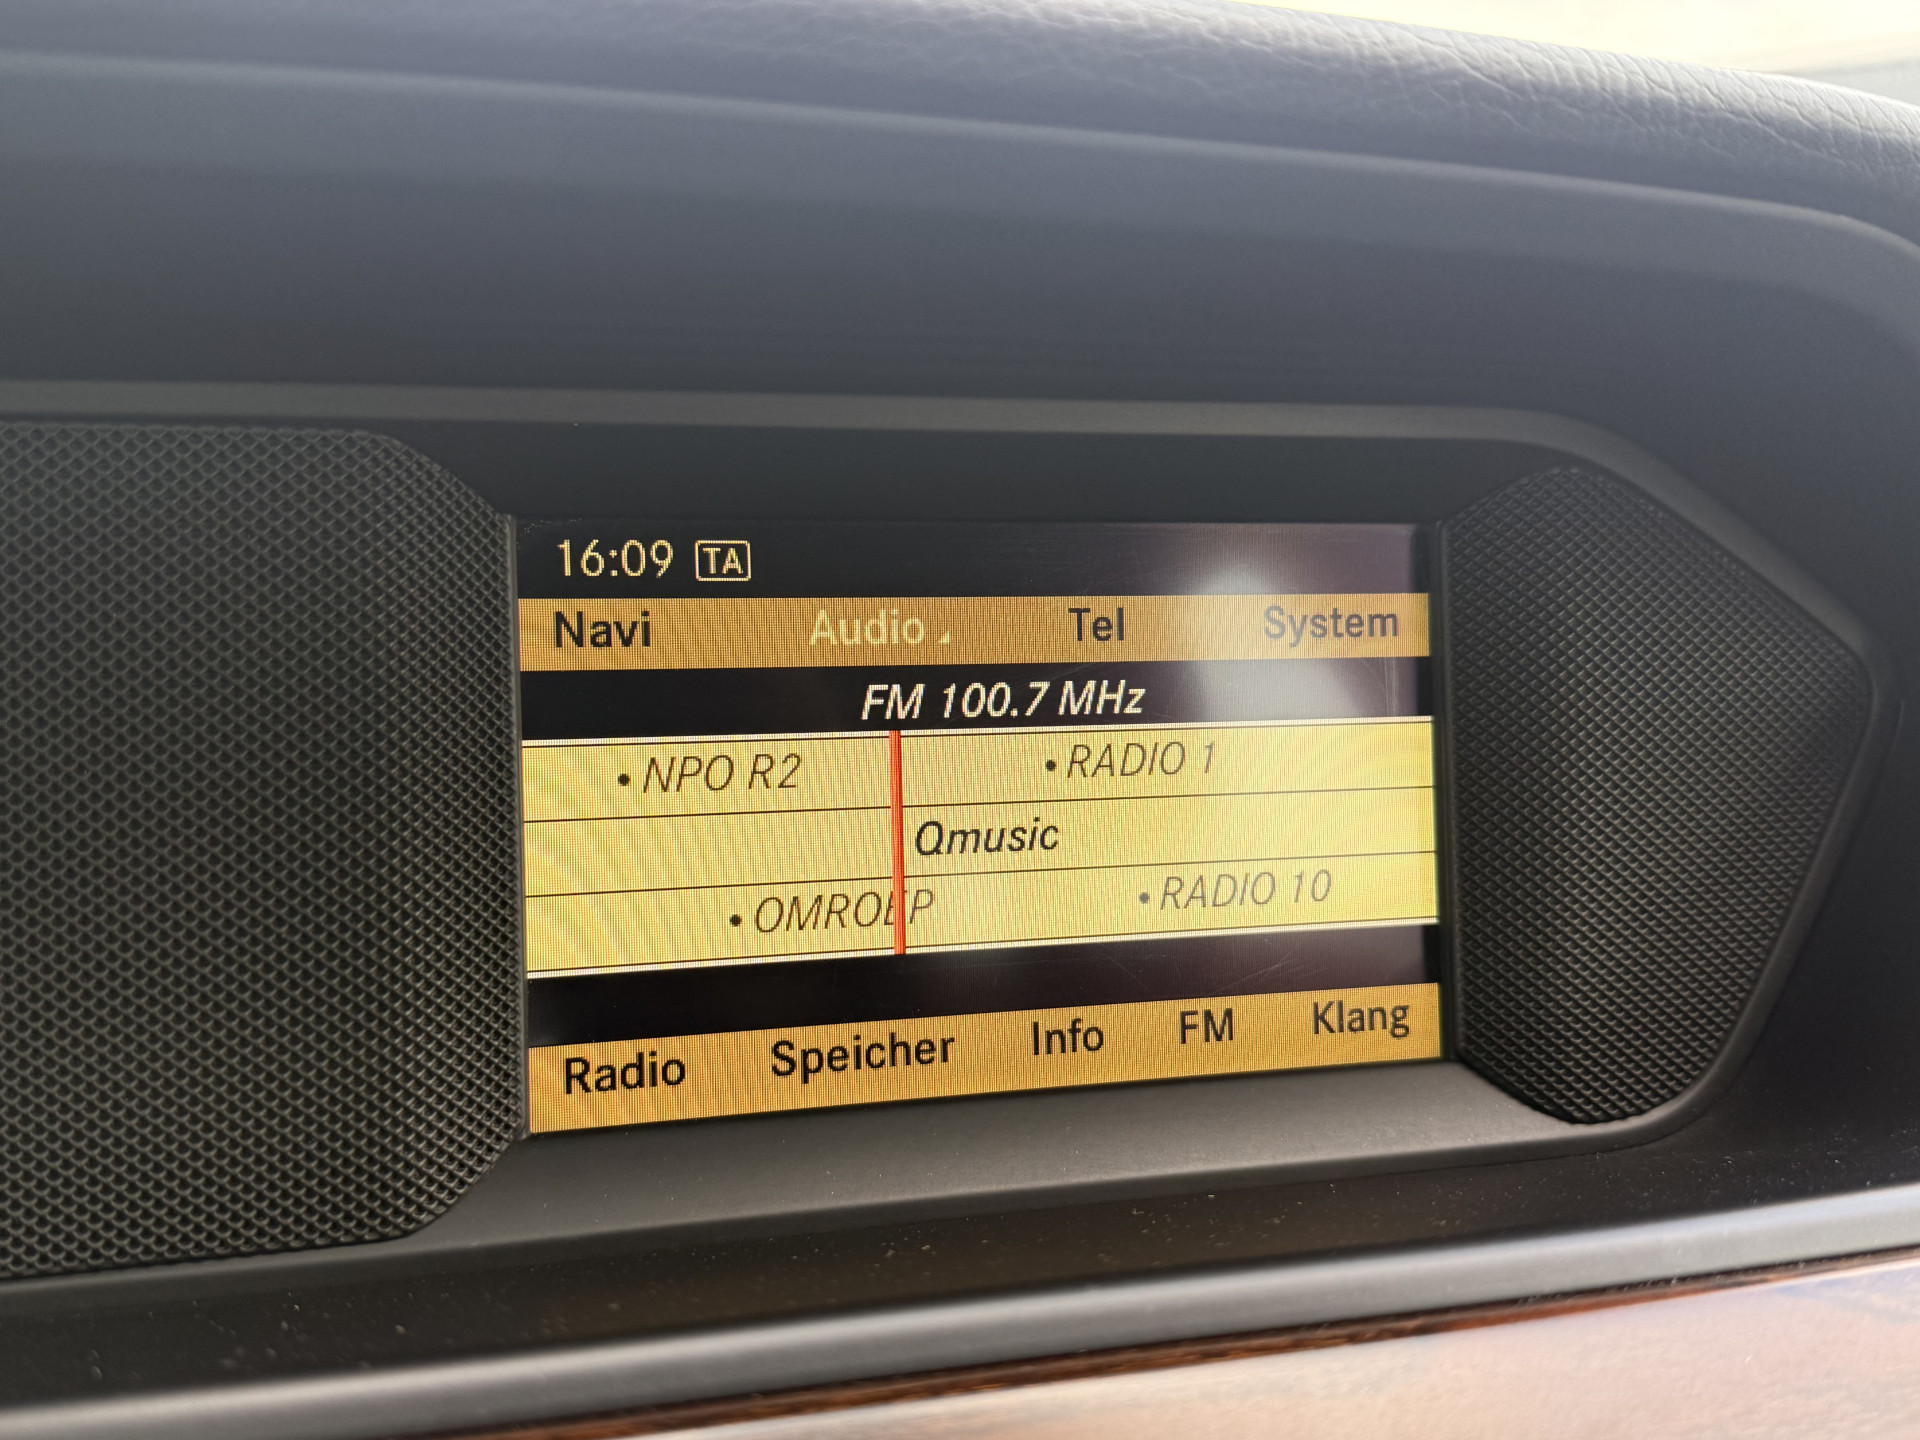 16:09 TA
Navi Audio Tel System
FM 100.7 MHz
• NPO R2 • RADIO 1
Qmusic
• OMROEP • RADIO 10
Radio Speicher Info FM Klang